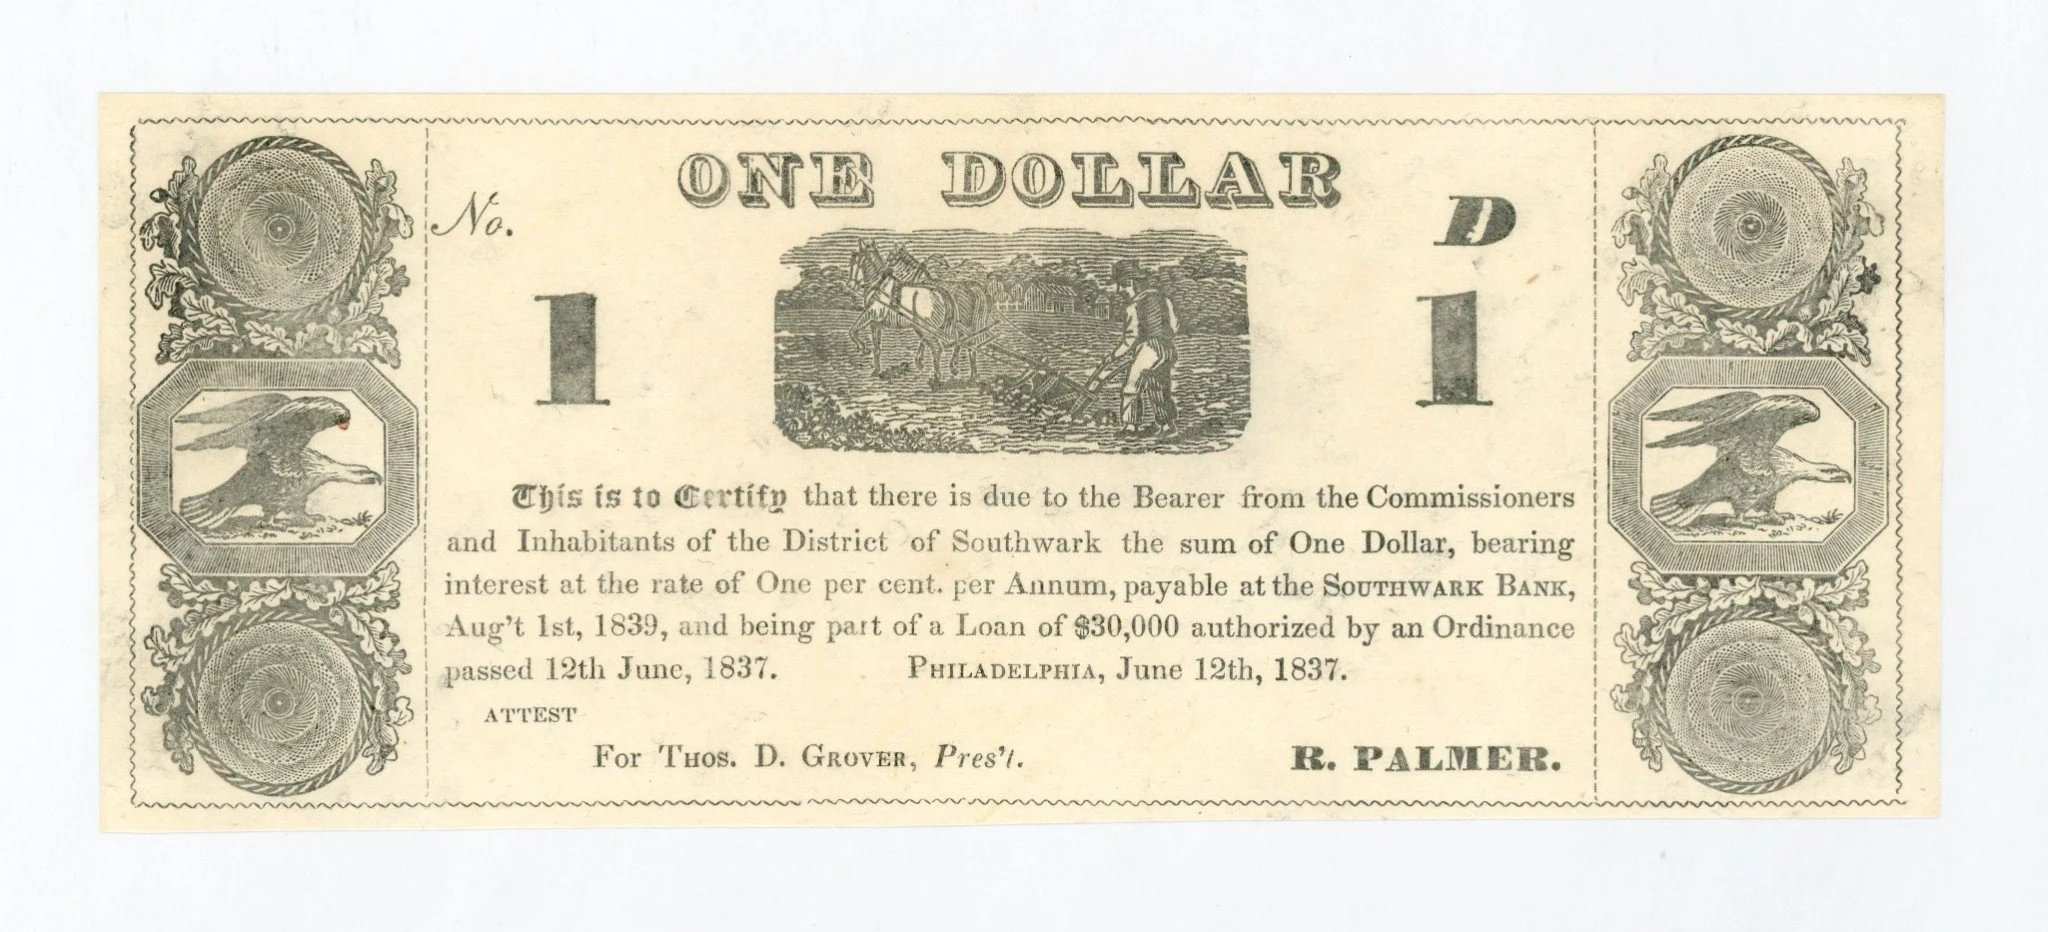 ONE DOLLAR
No.
D
1
1
This is to Certify that there is due to the Bearer from the Commissioners
and Inhabitants of the District of Southwark the sum of One Dollar, bearing
interest at the rate of One per cent. per Annum, payable at the SOUTHWARK BANK,
Aug't 1st, 1839, and being part of a Loan of $30,000 authorized by an Ordinance
passed 12th June, 1837. PHILADELPHIA, June 12th, 1837.
ATTEST
For THOS. D. GROVER, Pres't. R. PALMER.